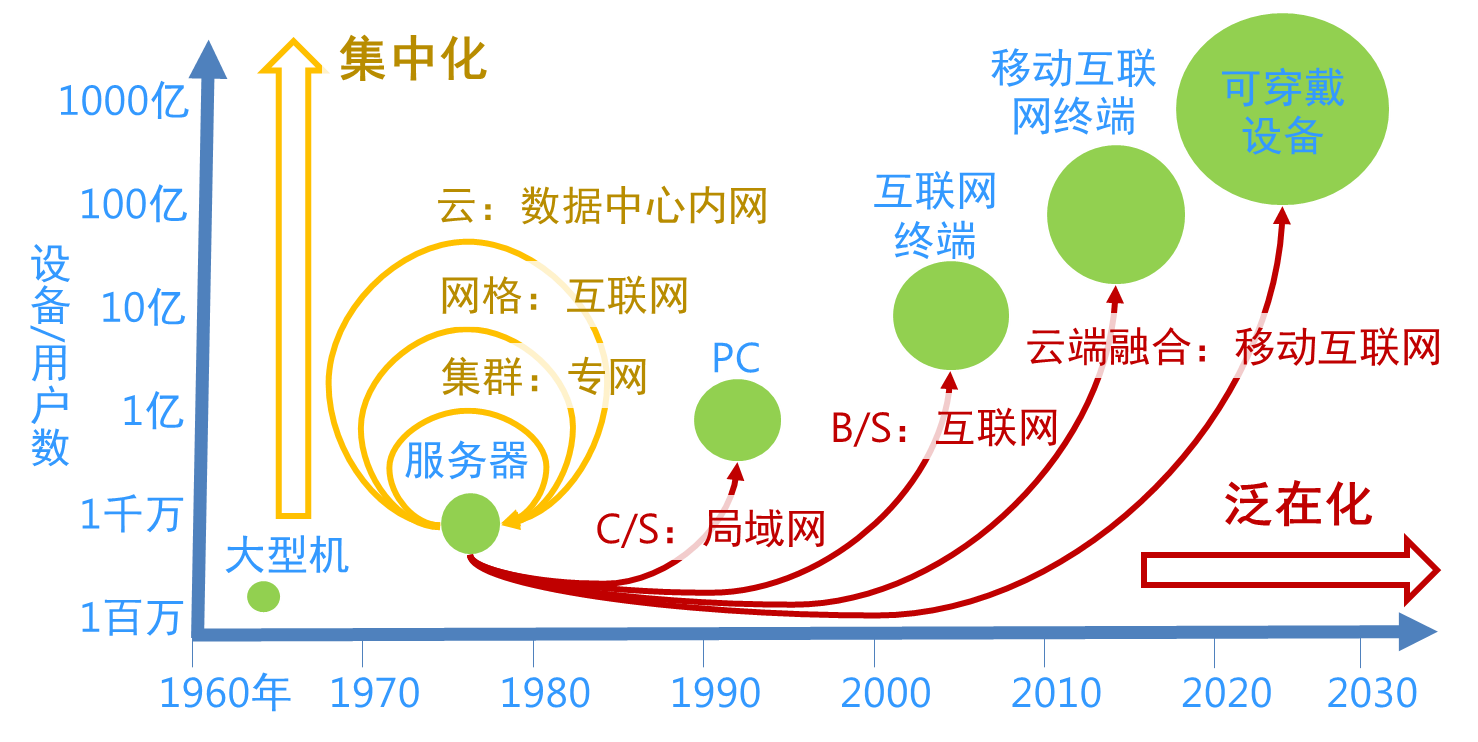 集中化
1000亿
100亿
10亿
1亿
1千万
1百万
设备/用户数
云：数据中心内网
网格：互联网
集群：专网
服务器
大型机
PC
互联网
终端
移动互联
网终端
可穿戴
设备
C/S：局域网
B/S：互联网
云端融合：移动互联网
泛在化
1960年
1970
1980
1990
2000
2010
2020
2030